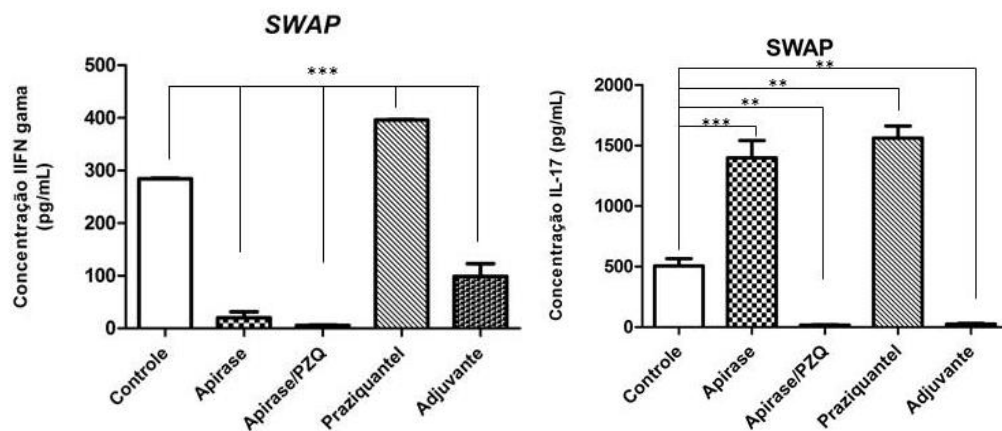 SWAP
Concentração IIFN gama
(pg/mL)
500
400
300
200
100
0
***
Controle
Apirase
Apirase/PZQ
Praziquantel
Adjuvante
SWAP
Concentração IL-17 (pg/mL)
2000
1500
1000
500
0
**
**
**
***
Controle
Apirase
Apirase/PZQ
Praziquantel
Adjuvante